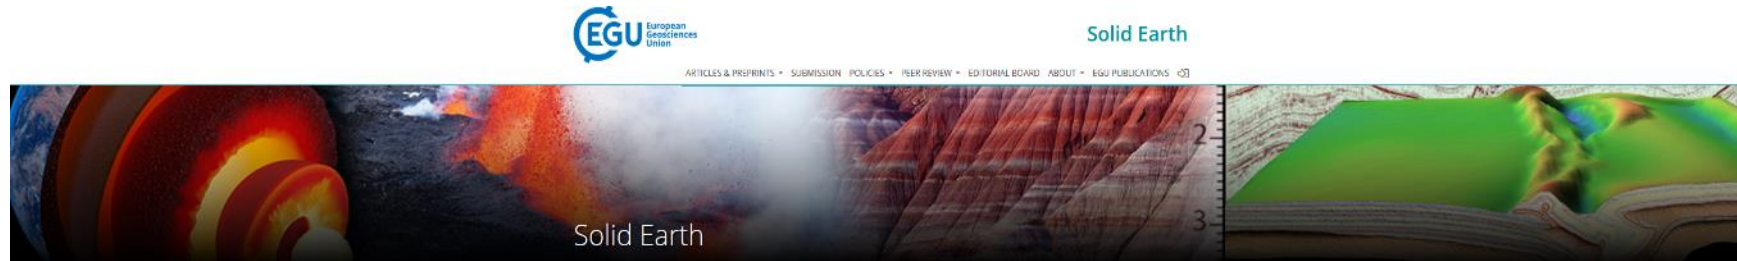 EGU
European
Geosciences
Union
Solid Earth
ARTICLES & PREPRINTS SUBMISSION POLICIES PEER REVIEW EDITORIAL BOARD ABOUT EGU PUBLICATIONS
2
3
Solid Earth